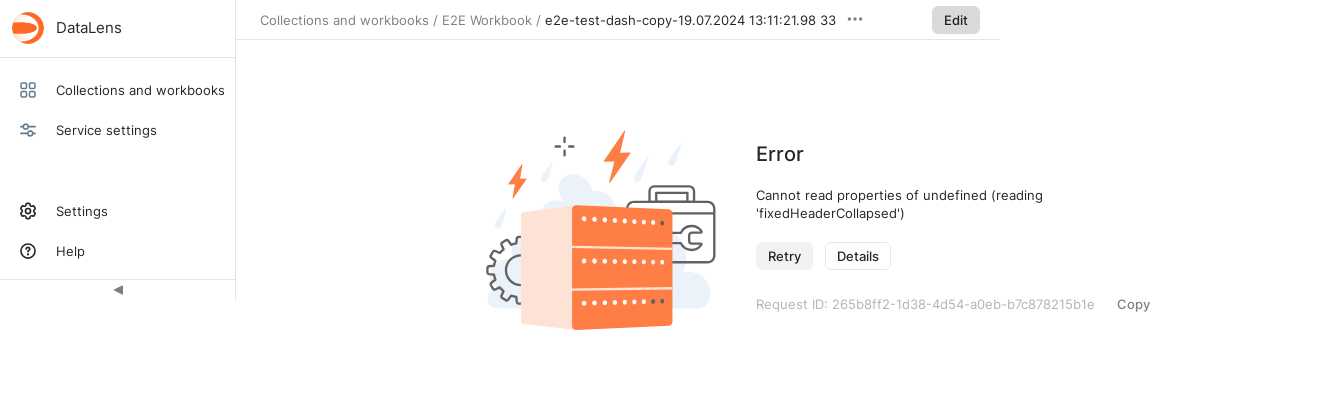 DataLens
Collections and workbooks / E2E Workbook / e2e-test-dash-copy-19.07.2024 13:11:21.98 33
Edit
Collections and workbooks
Service settings
Settings
Help
Error
Cannot read properties of undefined (reading
'fixedHeaderCollapsed')
Retry
Details
Request ID: 265b8ff2-1d38-4d54-a0eb-b7c878215b1e
Copy